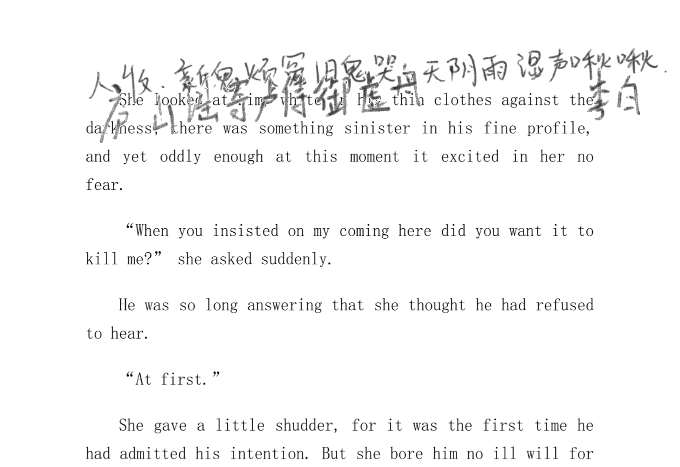 人收.新鬼烦冤旧鬼哭天阴雨湿声啾啾.
庐山谣寄卢侍御虚舟 李白
She looked at him, white in his thin clothes against the
darkness, there was something sinister in his fine profile,
and yet oddly enough at this moment it excited in her no
fear.
“When you insisted on my coming here did you want it to
kill me?” she asked suddenly.
He was so long answering that she thought he had refused
to hear.
“At first.”
She gave a little shudder, for it was the first time he
had admitted his intention. But she bore him no ill will for